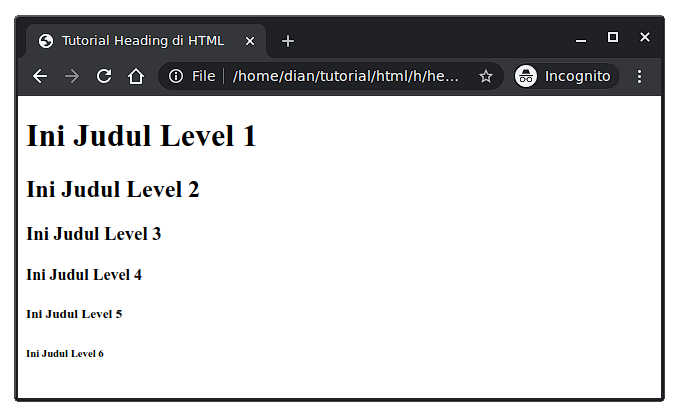 Tutorial Heading di HTML
File /home/dian/tutorial/html/h/he... Incognito
Ini Judul Level 1
Ini Judul Level 2
Ini Judul Level 3
Ini Judul Level 4
Ini Judul Level 5
Ini Judul Level 6